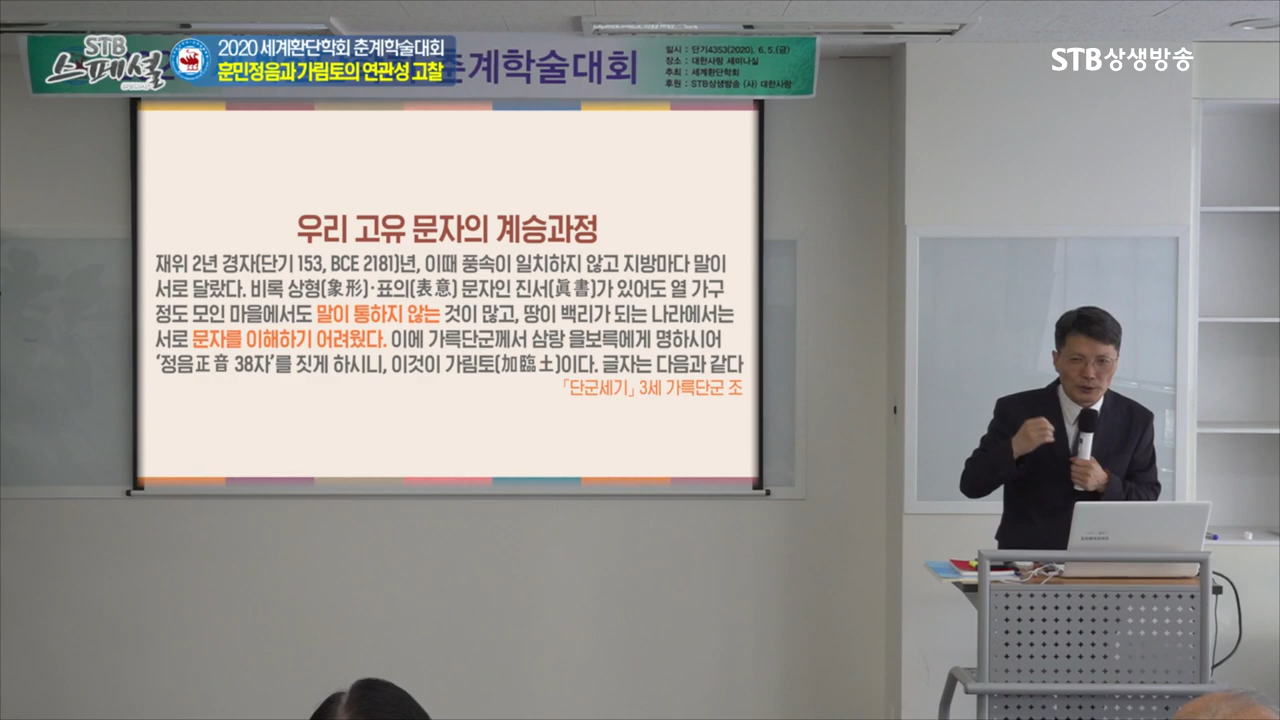 STB
스페셜
SPECIAL
2020 세계환단학회 춘계학술대회
훈민정음과 가림토의 연관성 고찰
춘계학술대회
일시 : 단기4353(2020). 6. 5.(금)
장소 : 대한사랑 세미나실
주최 : 세계환단학회
후원 : STB상생방송 (사) 대한사랑
STB상생방송
우리 고유 문자의 계승과정
재위 2년 경자(단기 153, BCE 2181)년, 이때 풍속이 일치하지 않고 지방마다 말이
서로 달랐다. 비록 상형(象形)·표의(表意) 문자인 진서(眞書)가 있어도 열 가구
정도 모인 마을에서도 말이 통하지 않는 것이 많고, 땅이 백리가 되는 나라에서는
서로 문자를 이해하기 어려웠다. 이에 가륵단군께서 삼랑 을보륵에게 명하시어
‘정음正音 38자’를 짓게 하시니, 이것이 가림토(加臨土)이다. 글자는 다음과 같다
「단군세기」 3세 가륵단군 조